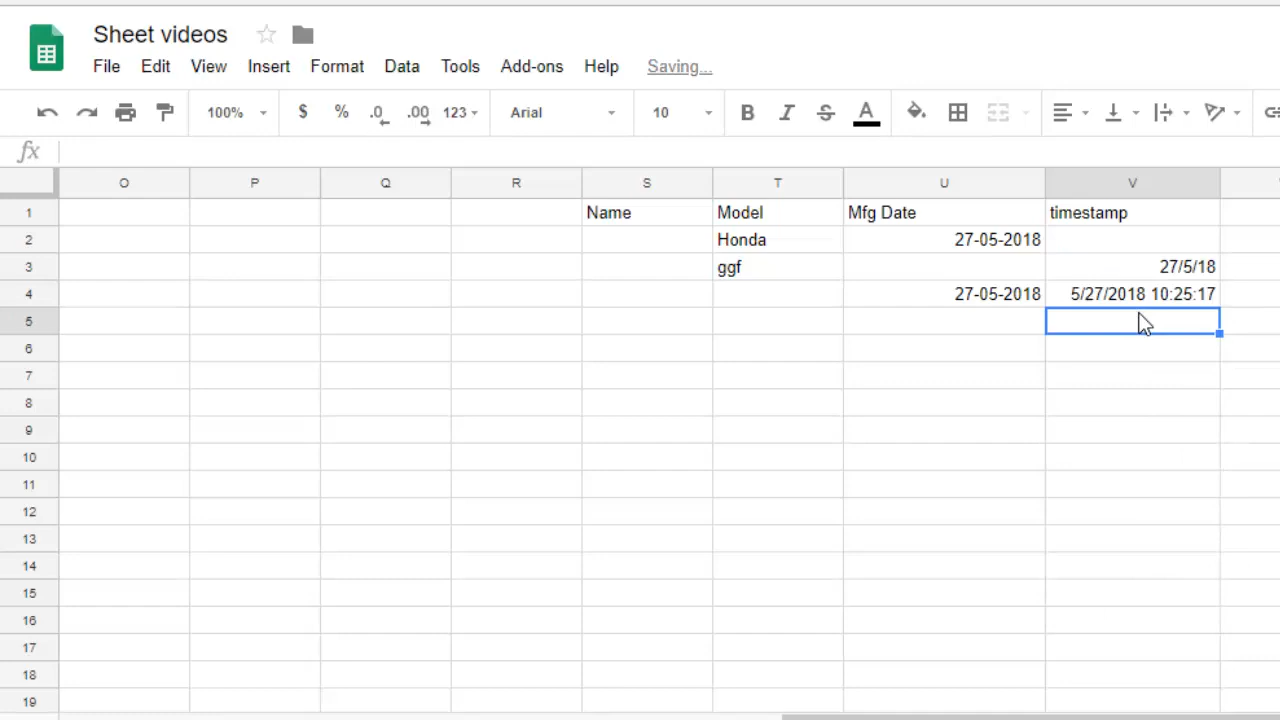 Sheet videos
File Edit View Insert Format Data Tools Add-ons Help Saving...
100% $ % .0 .00 123 Arial 10 B I S A
fx
O P Q R S T U V
1 Name Model Mfg Date timestamp
2 Honda 27-05-2018
3 ggf 27/5/18
4 27-05-2018 5/27/2018 10:25:17
5
6
7
8
9
10
11
12
13
14
15
16
17
18
19